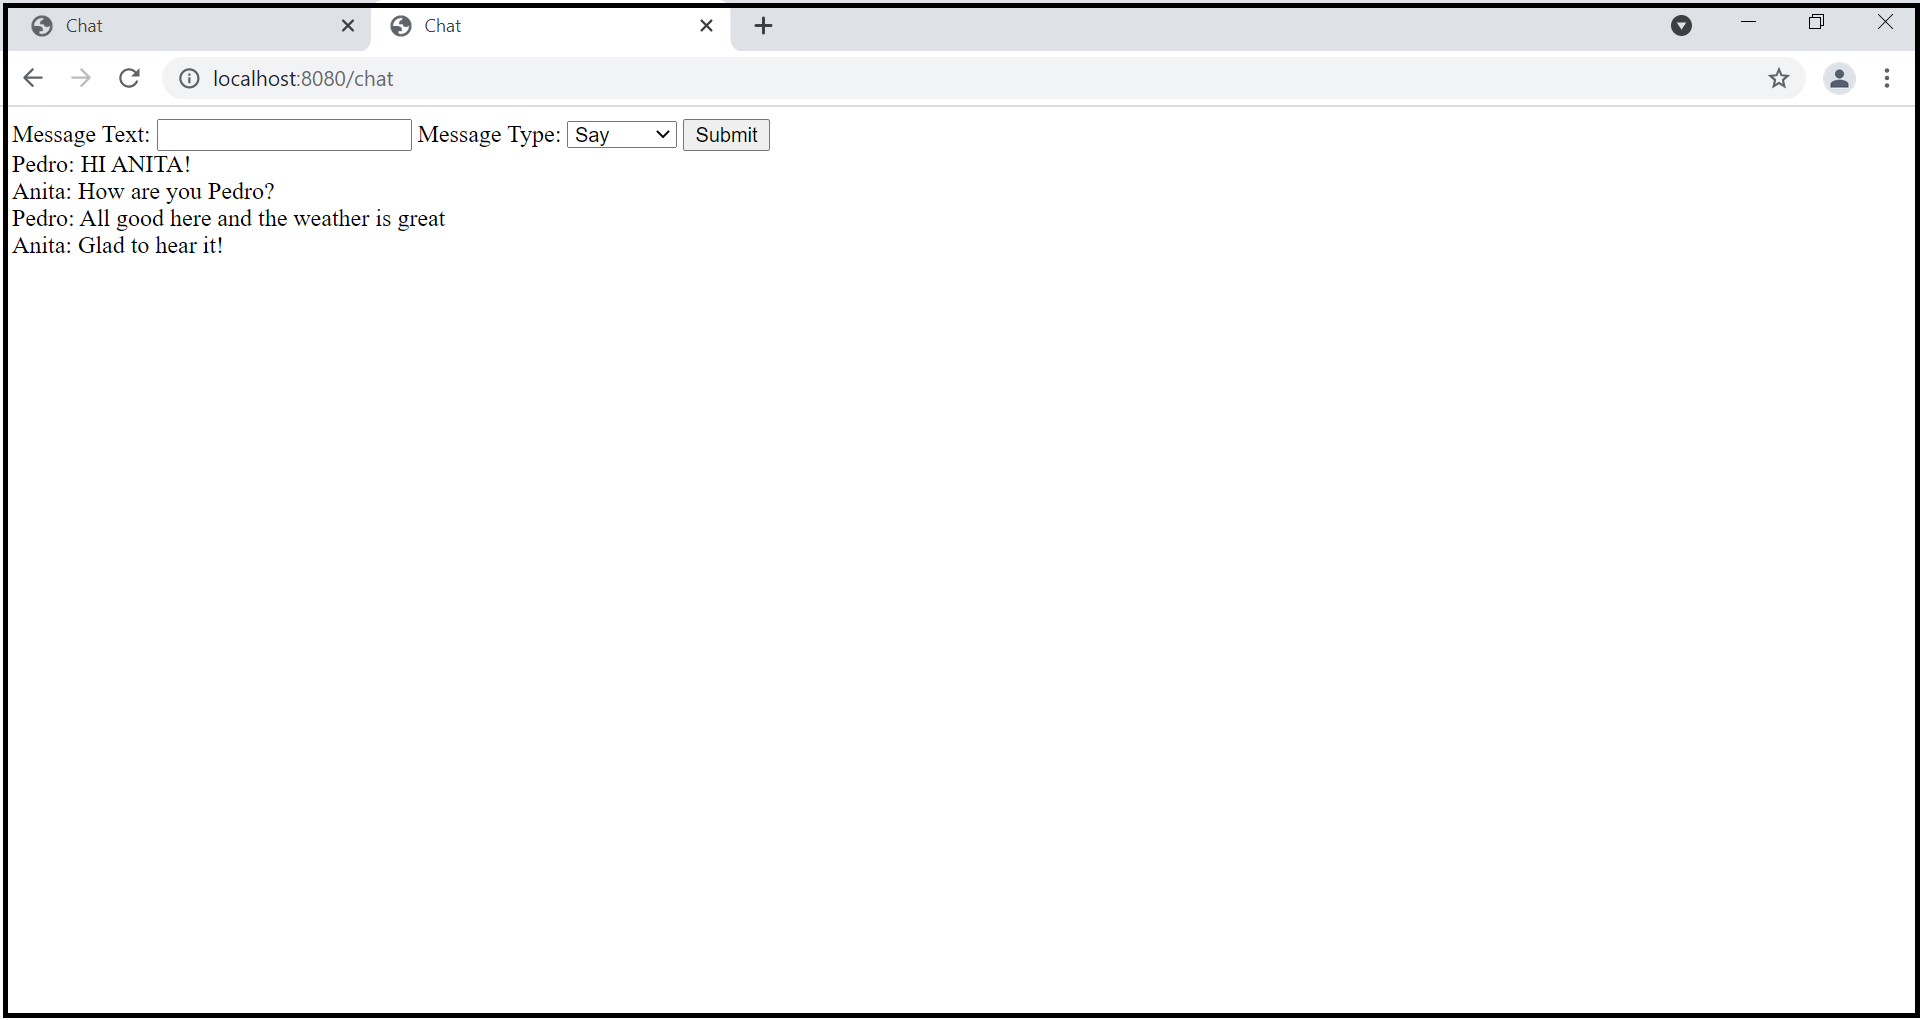 Chat Chat
localhost:8080/chat
Message Text: Message Type: Say Submit
Pedro: HI ANITA!
Anita: How are you Pedro?
Pedro: All good here and the weather is great
Anita: Glad to hear it!